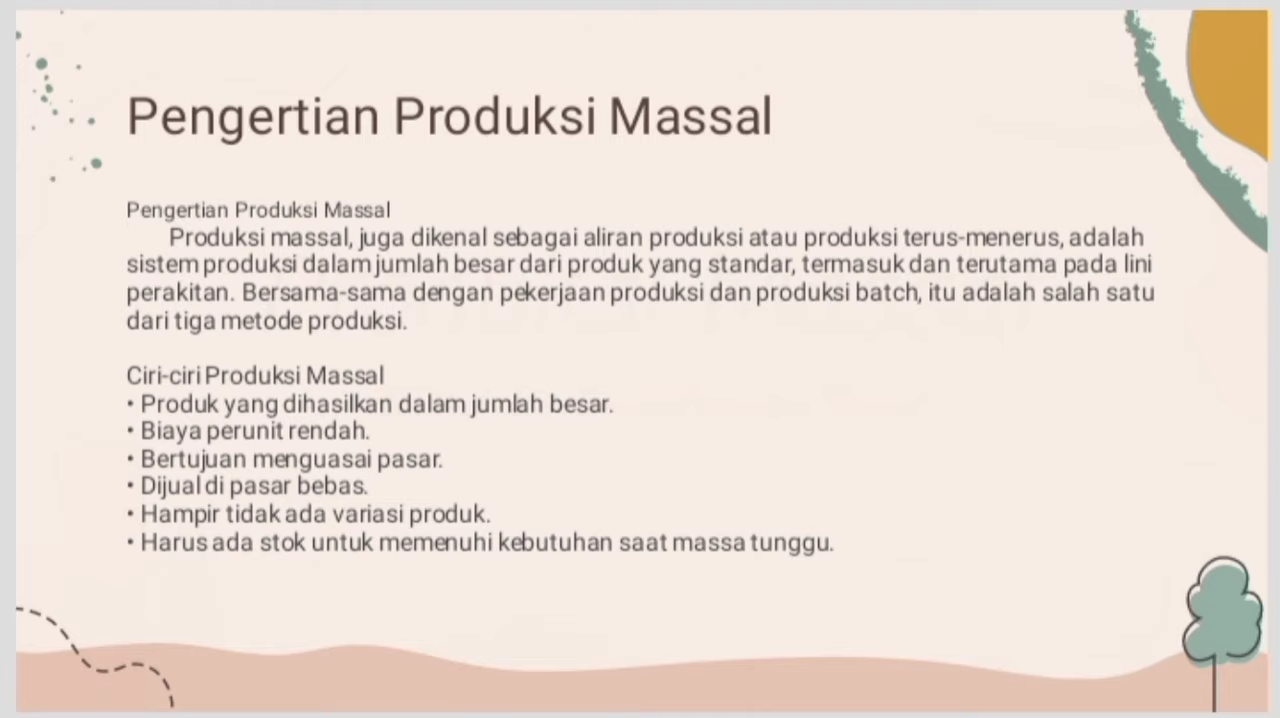 Pengertian Produksi Massal
Pengertian Produksi Massal
Produksi massal, juga dikenal sebagai aliran produksi atau produksi terus-menerus, adalah
sistem produksi dalam jumlah besar dari produk yang standar, termasuk dan terutama pada lini
perakitan. Bersama-sama dengan pekerjaan produksi dan produksi batch, itu adalah salah satu
dari tiga metode produksi.
Ciri-ciri Produksi Massal
• Produk yang dihasilkan dalam jumlah besar.
• Biaya perunit rendah.
• Bertujuan menguasai pasar.
• Dijual di pasar bebas.
• Hampir tidak ada variasi produk.
• Harus ada stok untuk memenuhi kebutuhan saat massa tunggu.